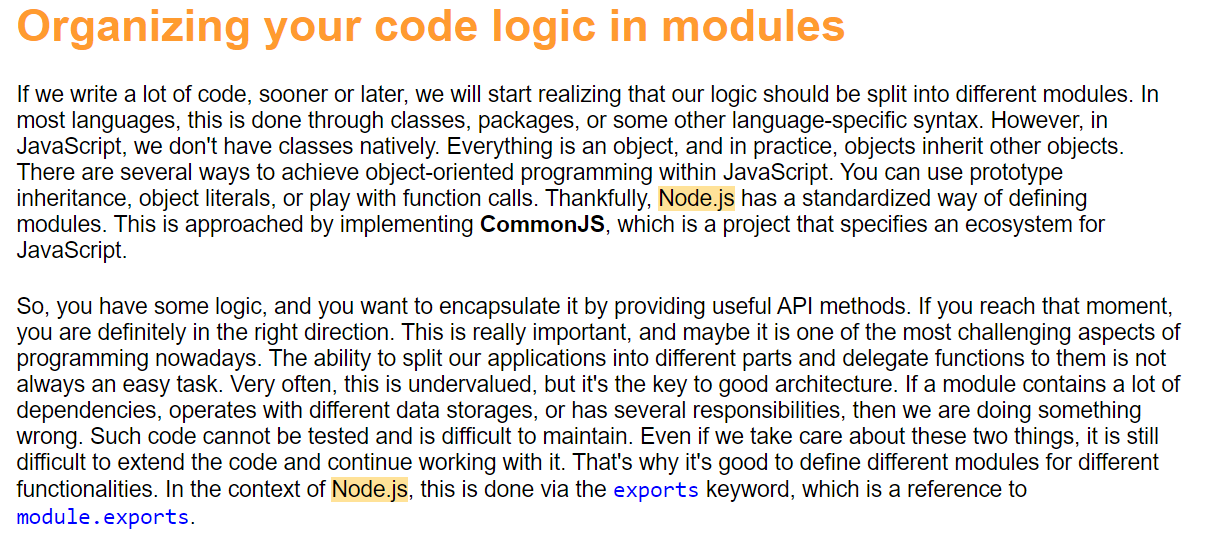 Organizing your code logic in modules
If we write a lot of code, sooner or later, we will start realizing that our logic should be split into different modules. In
most languages, this is done through classes, packages, or some other language-specific syntax. However, in
JavaScript, we don't have classes natively. Everything is an object, and in practice, objects inherit other objects.
There are several ways to achieve object-oriented programming within JavaScript. You can use prototype
inheritance, object literals, or play with function calls. Thankfully, Node.js has a standardized way of defining
modules. This is approached by implementing CommonJS, which is a project that specifies an ecosystem for
JavaScript.
So, you have some logic, and you want to encapsulate it by providing useful API methods. If you reach that moment,
you are definitely in the right direction. This is really important, and maybe it is one of the most challenging aspects of
programming nowadays. The ability to split our applications into different parts and delegate functions to them is not
always an easy task. Very often, this is undervalued, but it's the key to good architecture. If a module contains a lot of
dependencies, operates with different data storages, or has several responsibilities, then we are doing something
wrong. Such code cannot be tested and is difficult to maintain. Even if we take care about these two things, it is still
difficult to extend the code and continue working with it. That's why it's good to define different modules for different
functionalities. In the context of Node.js, this is done via the exports keyword, which is a reference to
module.exports.